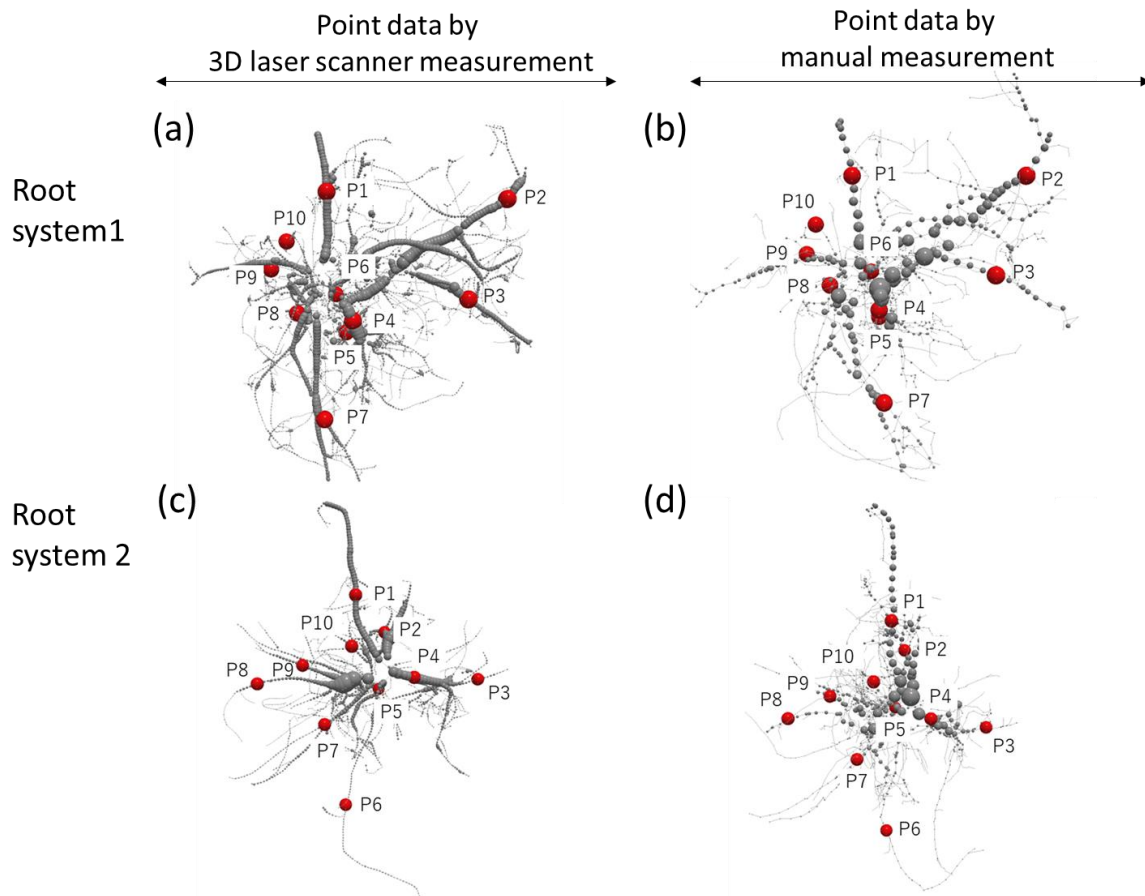 Point data by
3D laser scanner measurement
Point data by
manual measurement
(a)
(b)
Root
system1
P1
P2
P10
P6
P9
P3
P8
P4
P5
P7
P1
P2
P10
P6
P9
P3
P8
P4
P5
P7
(c)
(d)
Root
system 2
P1
P10
P2
P4
P9
P8
P3
P5
P7
P6
P1
P2
P10
P9
P4
P8
P5
P3
P7
P6